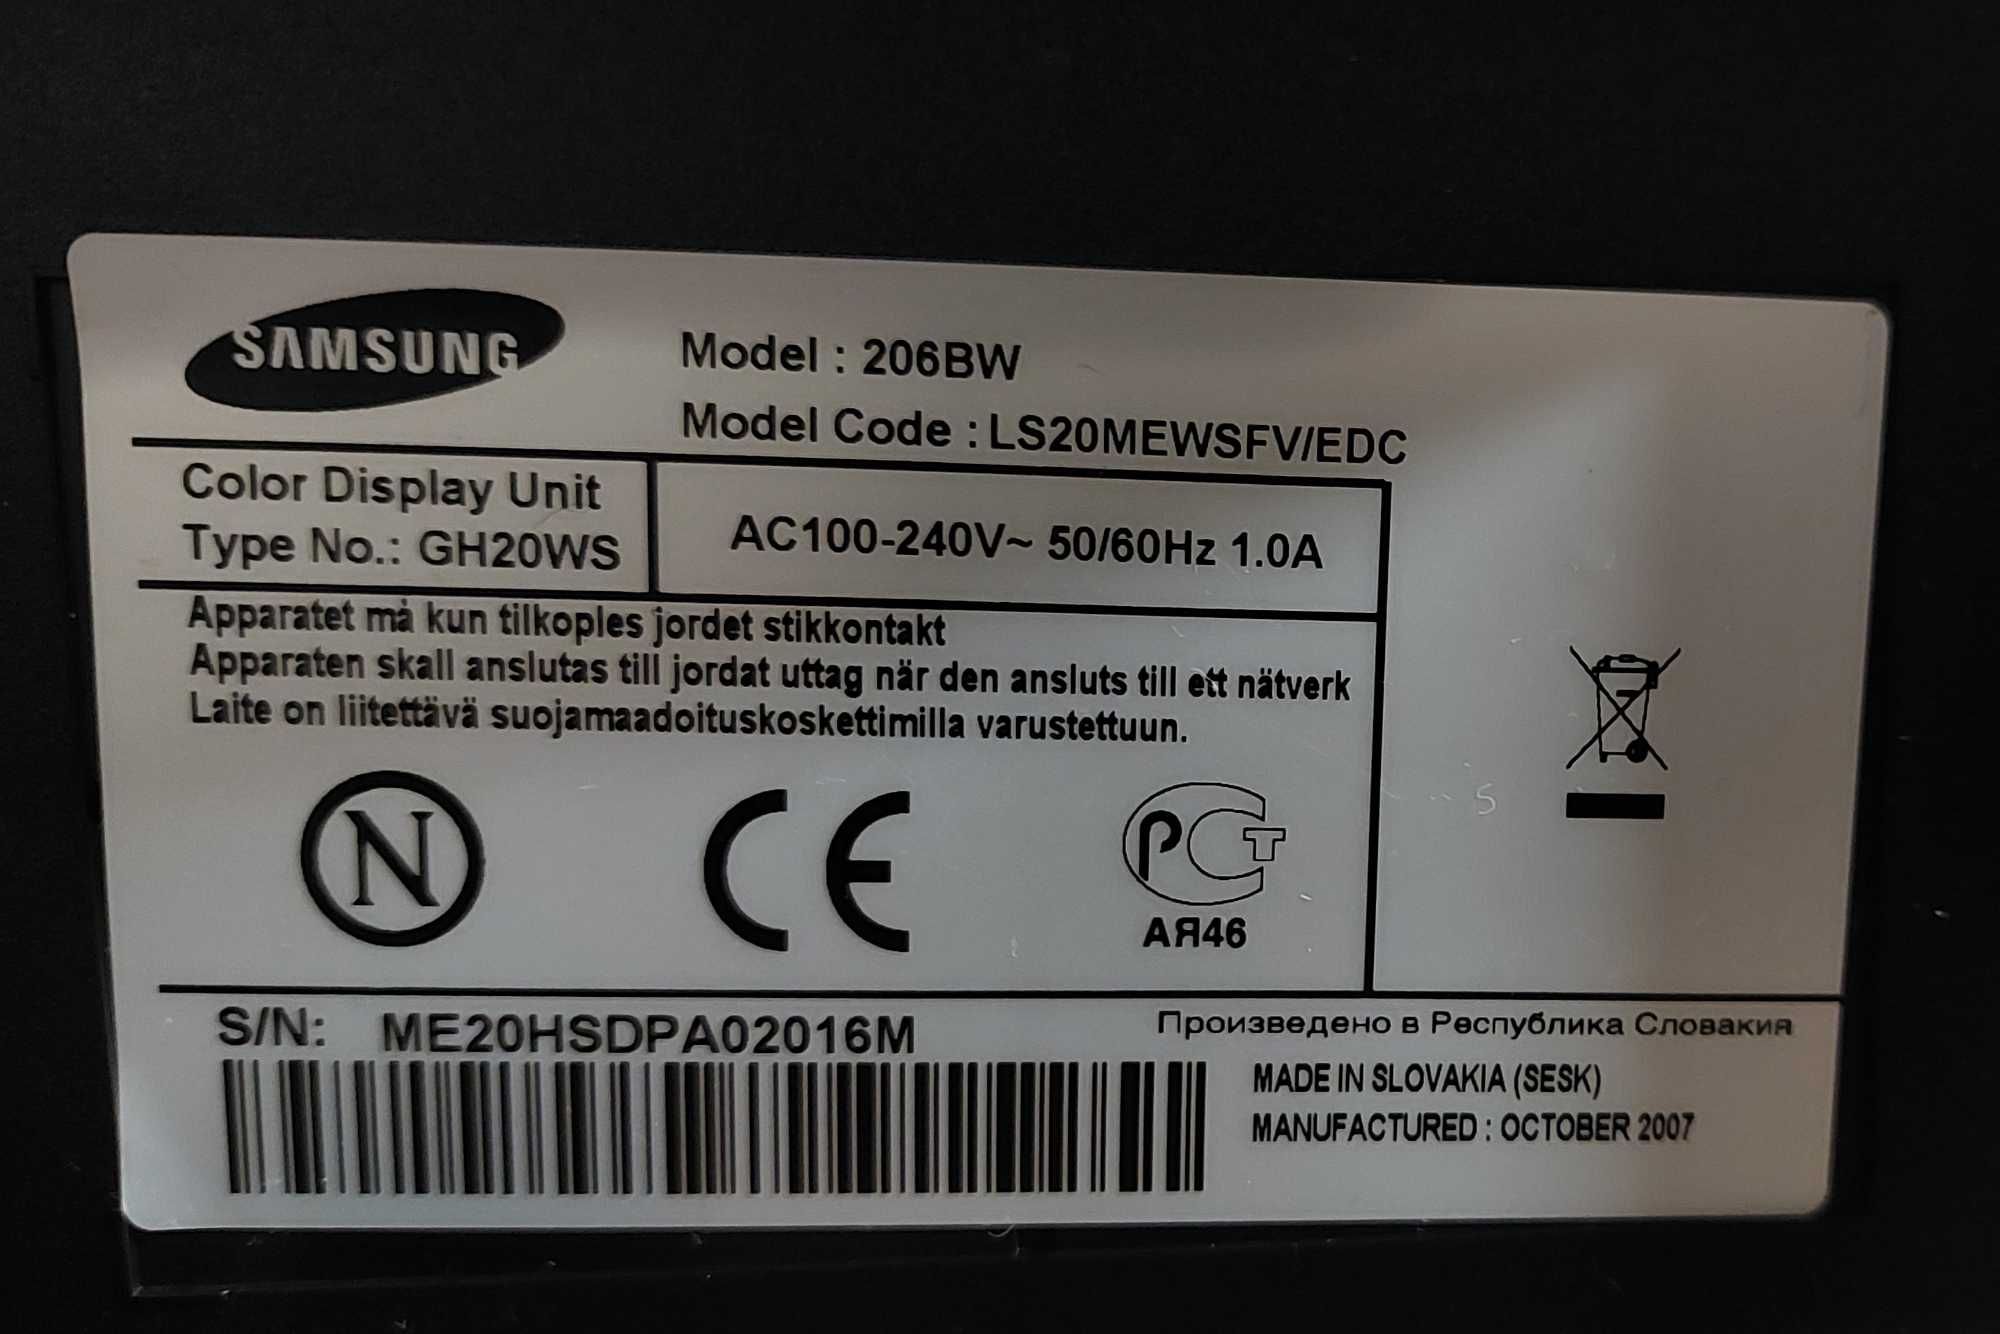 SAMSUNG
Model : 206BW
Model Code : LS20MEWSFV/EDC
Color Display Unit
Type No.: GH20WS
AC100-240V~ 50/60Hz 1.0A
Apparatet må kun tilkoples jordet stikkontakt
Apparaten skall anslutas till jordat uttag när den ansluts till ett nätverk
Laite on liitettävä suojamaadoituskoskettimilla varustettuun.
N
CE
РСТ
АЯ46
S/N: ME20HSDPA02016M
Произведено в Республика Словакия
MADE IN SLOVAKIA (SESK)
MANUFACTURED : OCTOBER 2007